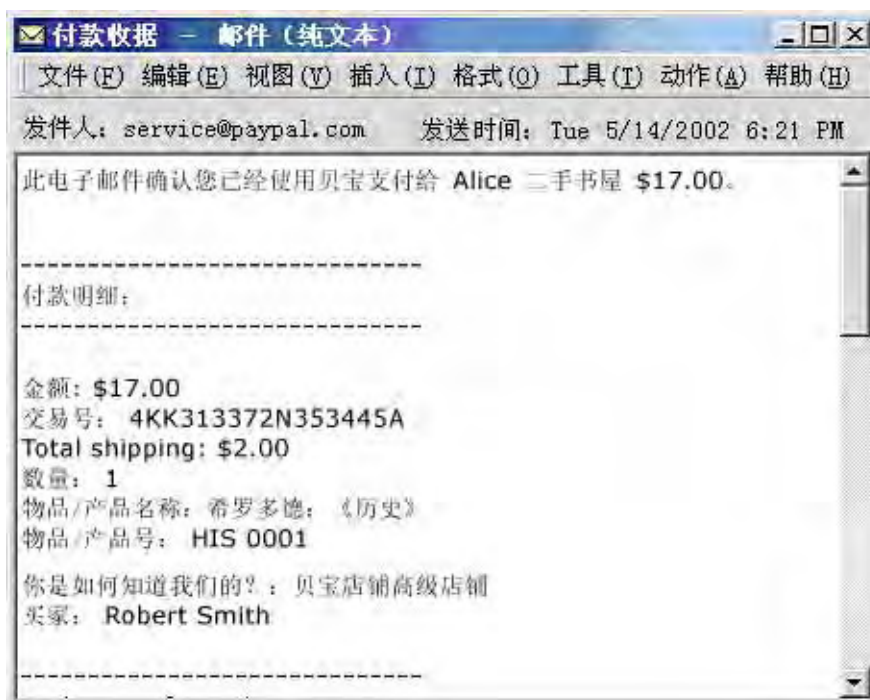 付款收据 － 邮件（纯文本）
文件(F) 编辑(E) 视图(V) 插入(I) 格式(O) 工具(T) 动作(A) 帮助(H)
发件人：service@paypal.com 发送时间：Tue 5/14/2002 6:21 PM
此电子邮件确认您已经使用贝宝支付给 Alice 二手书屋 $17.00。
------------------------------
付款明细：
------------------------------
金额: $17.00
交易号： 4KK313372N353445A
Total shipping: $2.00
数量： 1
物品/产品名称：希罗多德：《历史》
物品/产品号： HIS 0001
你是如何知道我们的?：贝宝店铺高级店铺
买家： Robert Smith
------------------------------